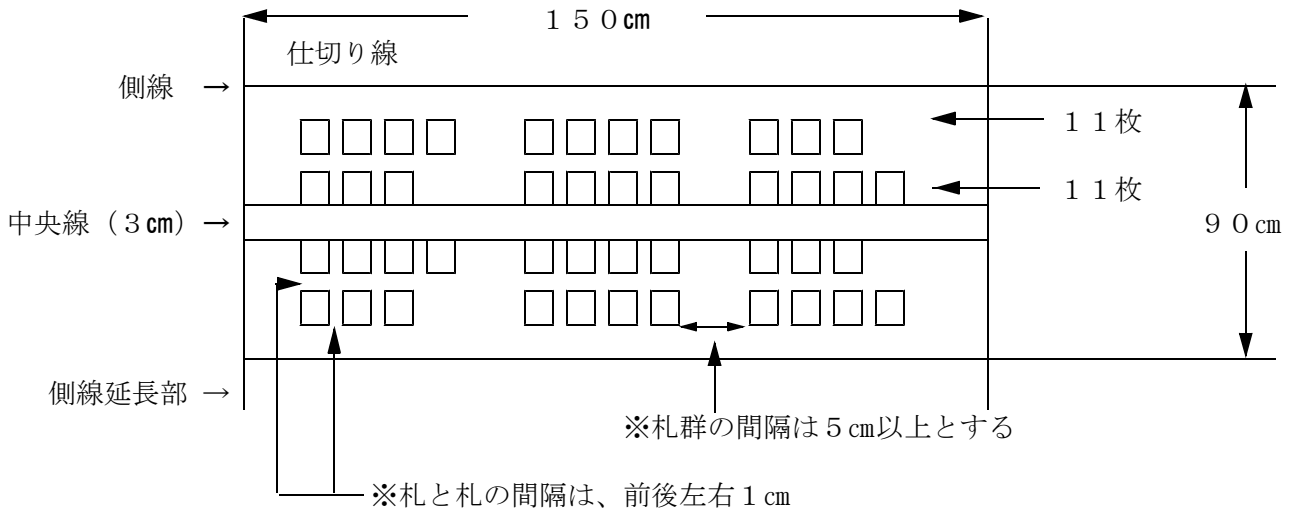 １５０㎝
仕切り線
側線 →
１１枚
１１枚
中央線（３㎝）→
９０㎝
側線延長部 →
※札群の間隔は５㎝以上とする
※札と札の間隔は、前後左右１㎝